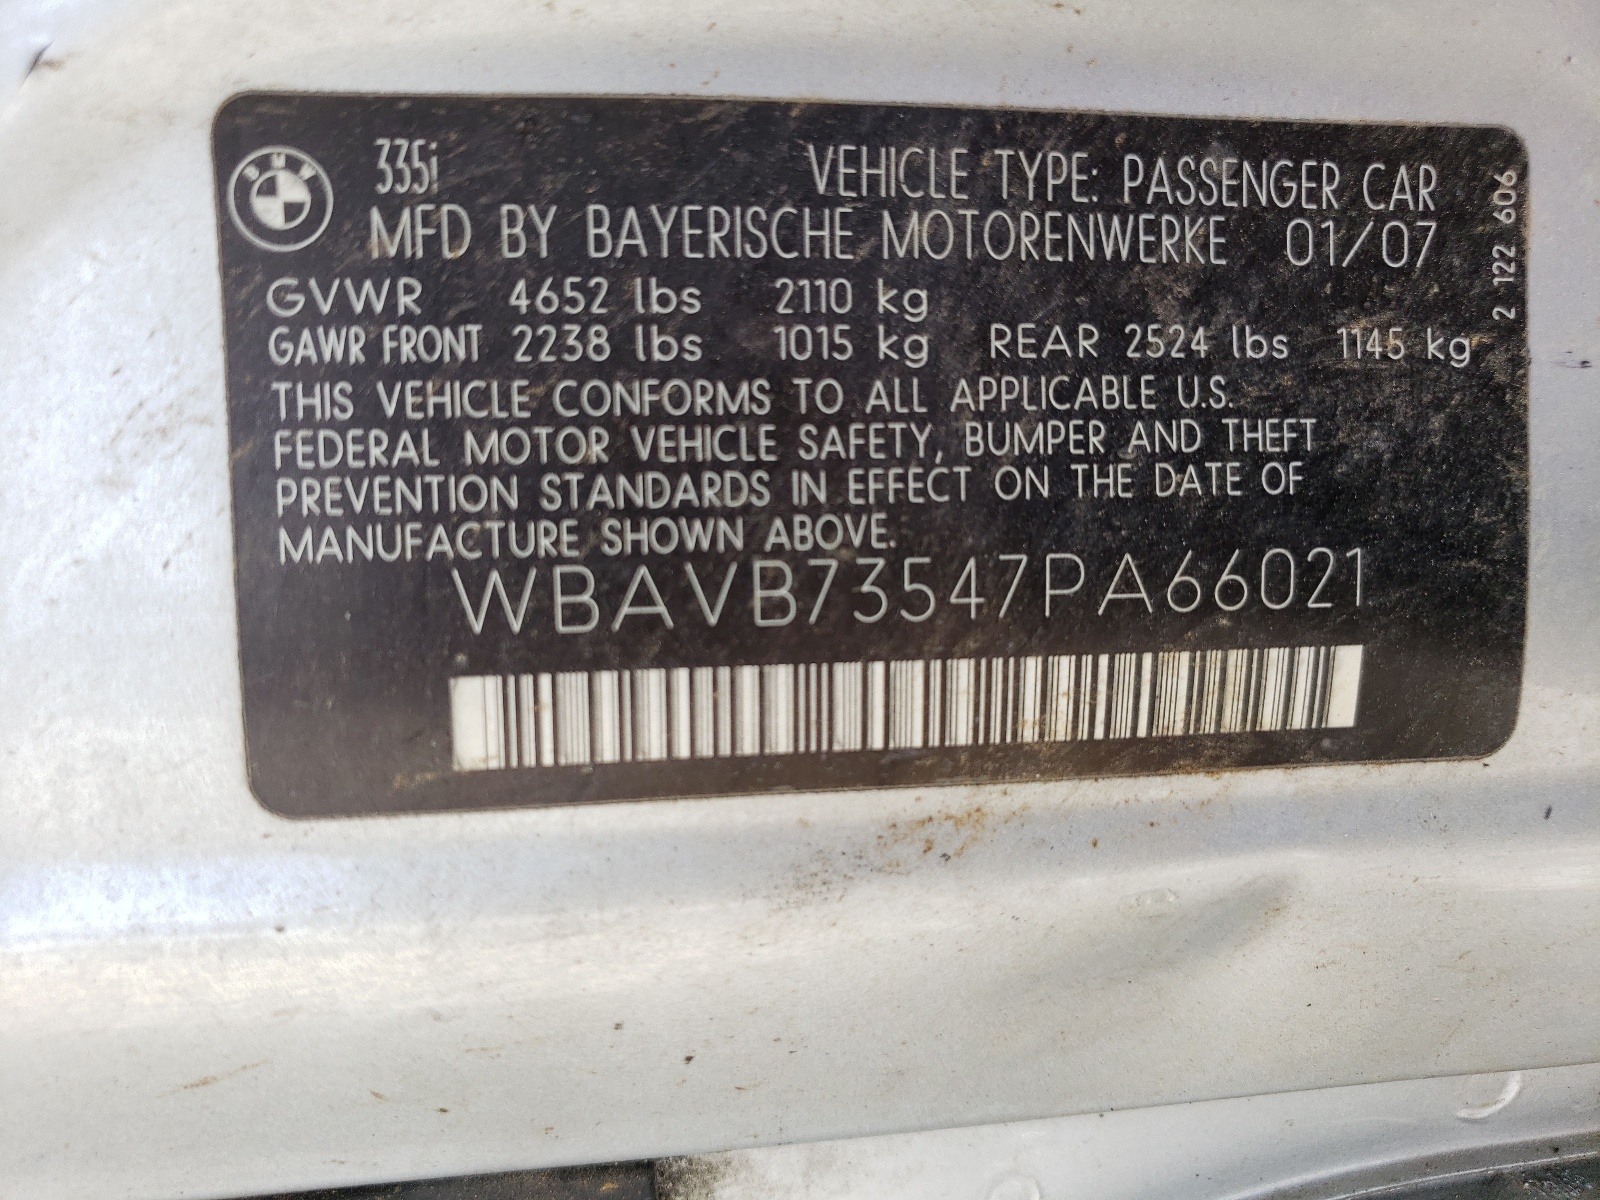 BMW
335i VEHICLE TYPE: PASSENGER CAR
MFD BY BAYERISCHE MOTORENWERKE 01/07
GVWR 4652 lbs 2110 kg
GAWR FRONT 2238 lbs 1015 kg REAR 2524 lbs 1145 kg
THIS VEHICLE CONFORMS TO ALL APPLICABLE U.S.
FEDERAL MOTOR VEHICLE SAFETY, BUMPER AND THEFT
PREVENTION STANDARDS IN EFFECT ON THE DATE OF
MANUFACTURE SHOWN ABOVE.
WBAVB73547PA66021
2 122 606